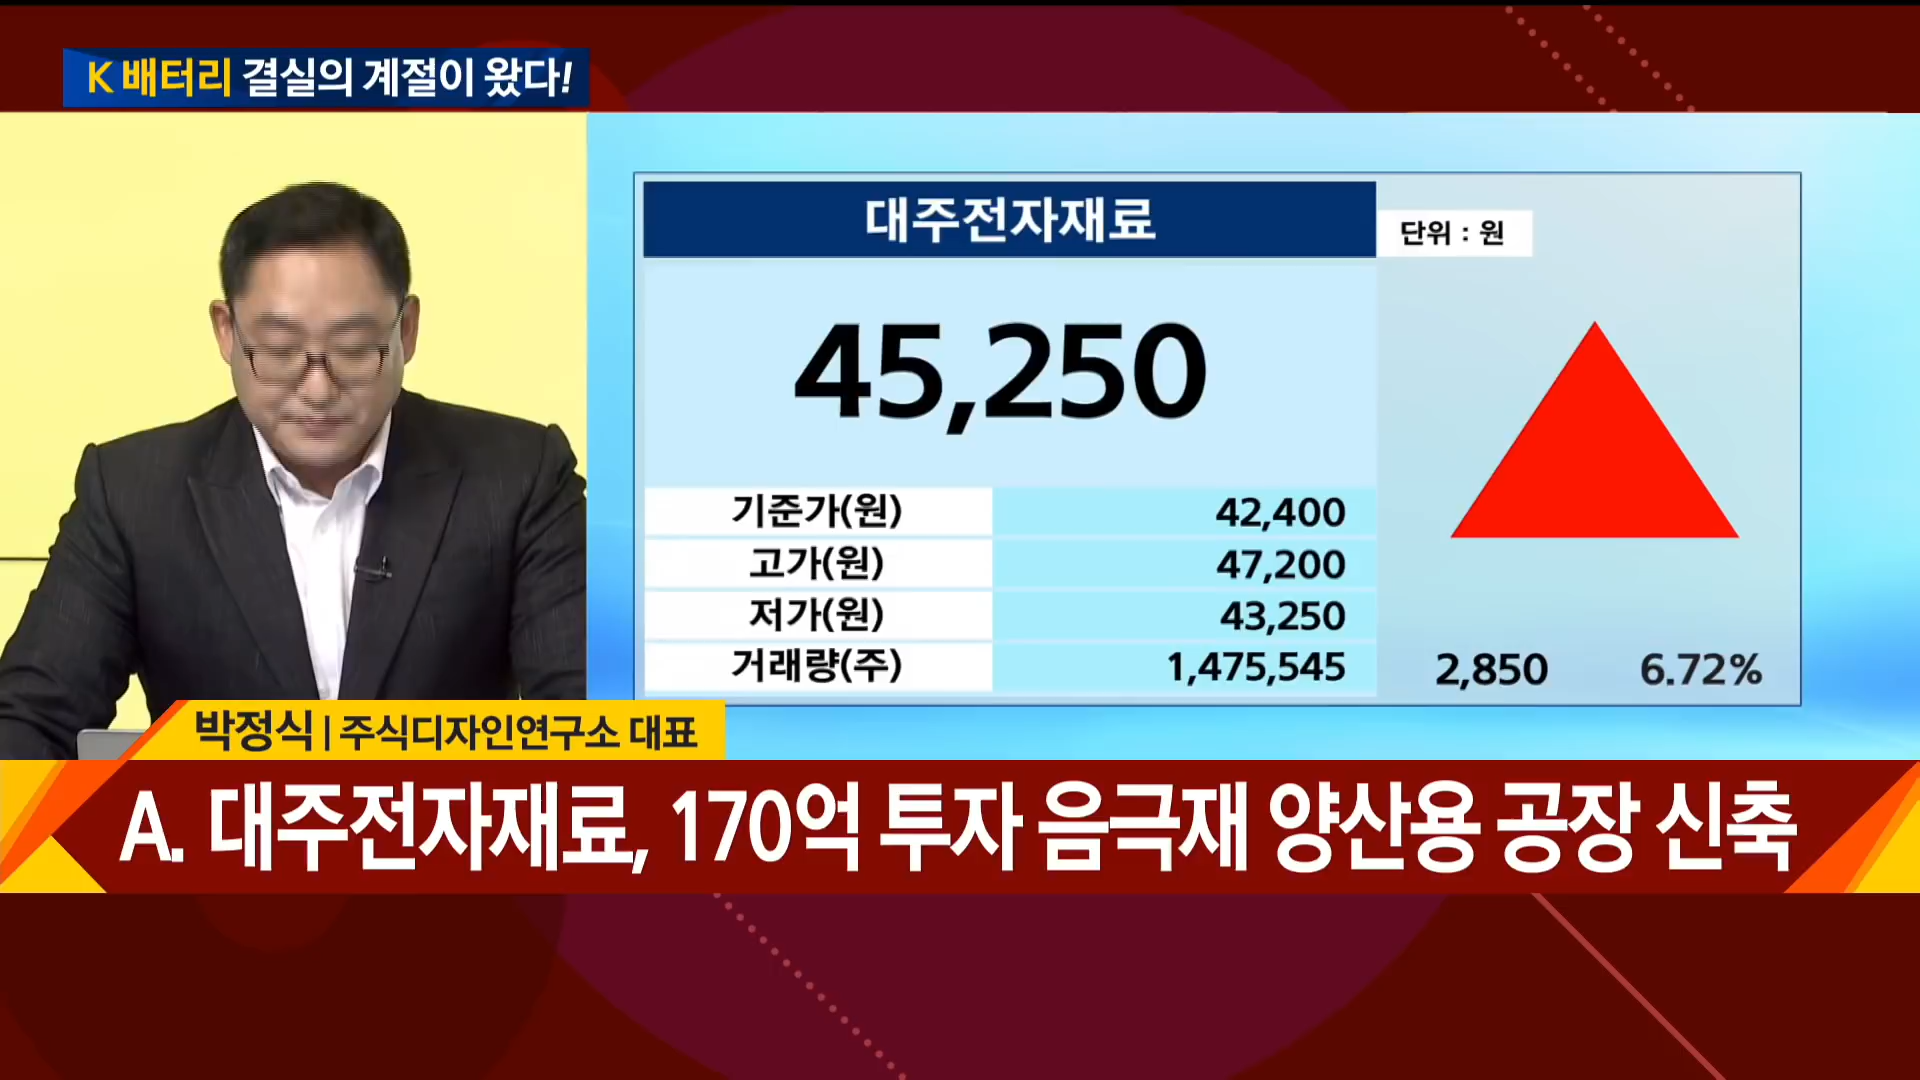 K 배터리 결실의 계절이 왔다!
대주전자재료
단위 : 원
45,250
기준가(원) 42,400
고가(원) 47,200
저가(원) 43,250
거래량(주) 1,475,545
2,850 6.72%
박정식 | 주식디자인연구소 대표
A. 대주전자재료, 170억 투자 음극재 양산용 공장 신축